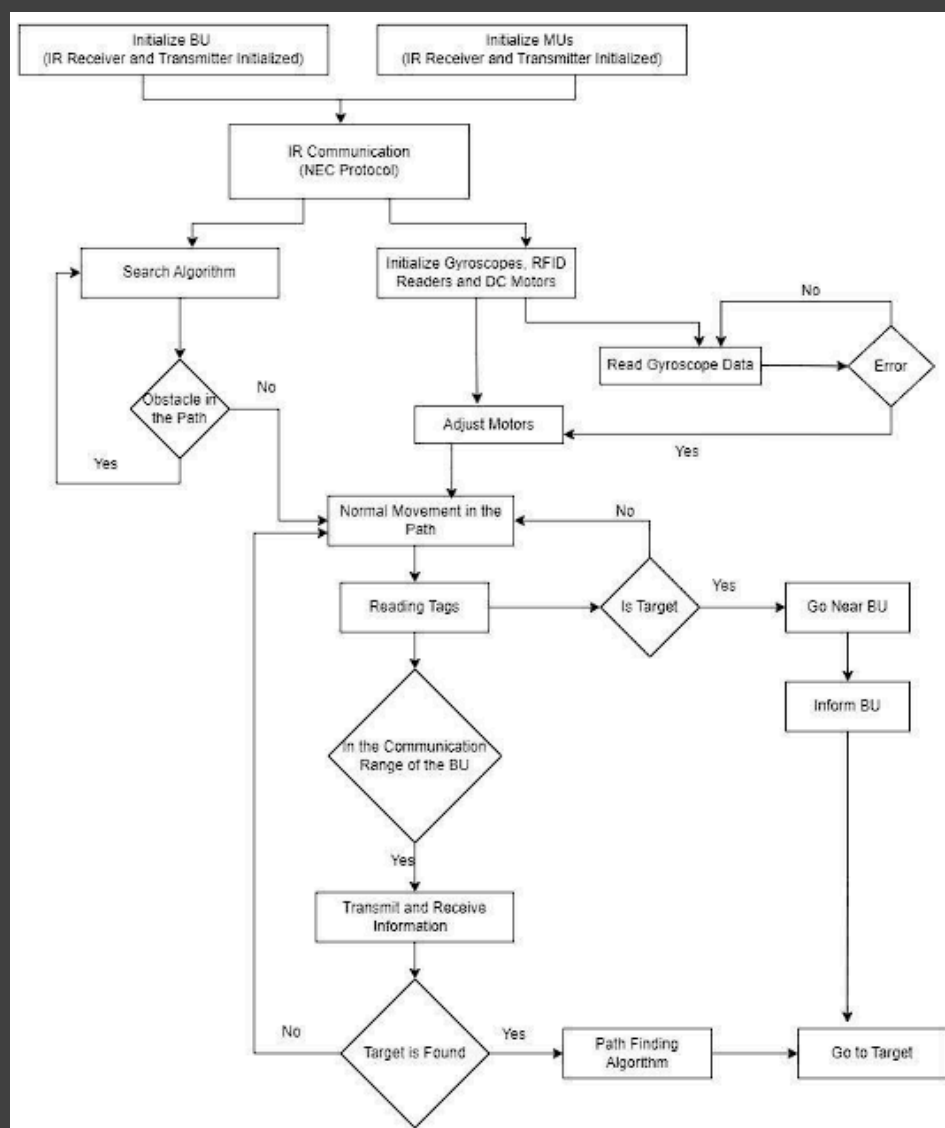 Initialize BU
(IR Receiver and Transmitter Initialized)
Initialize MUs
(IR Receiver and Transmitter Initialized)
IR Communication
(NEC Protocol)
Search Algorithm
Initialize Gyroscopes, RFID
Readers and DC Motors
No
Read Gyroscope Data
Error
No
Obstacle in
the Path
Adjust Motors
Yes
Yes
Normal Movement in the
Path
No
Reading Tags
Is Target
Yes
Go Near BU
Inform BU
In the Communication
Range of the BU
Yes
Transmit and Receive
Information
No
Target is Found
Yes
Path Finding
Algorithm
Go to Target